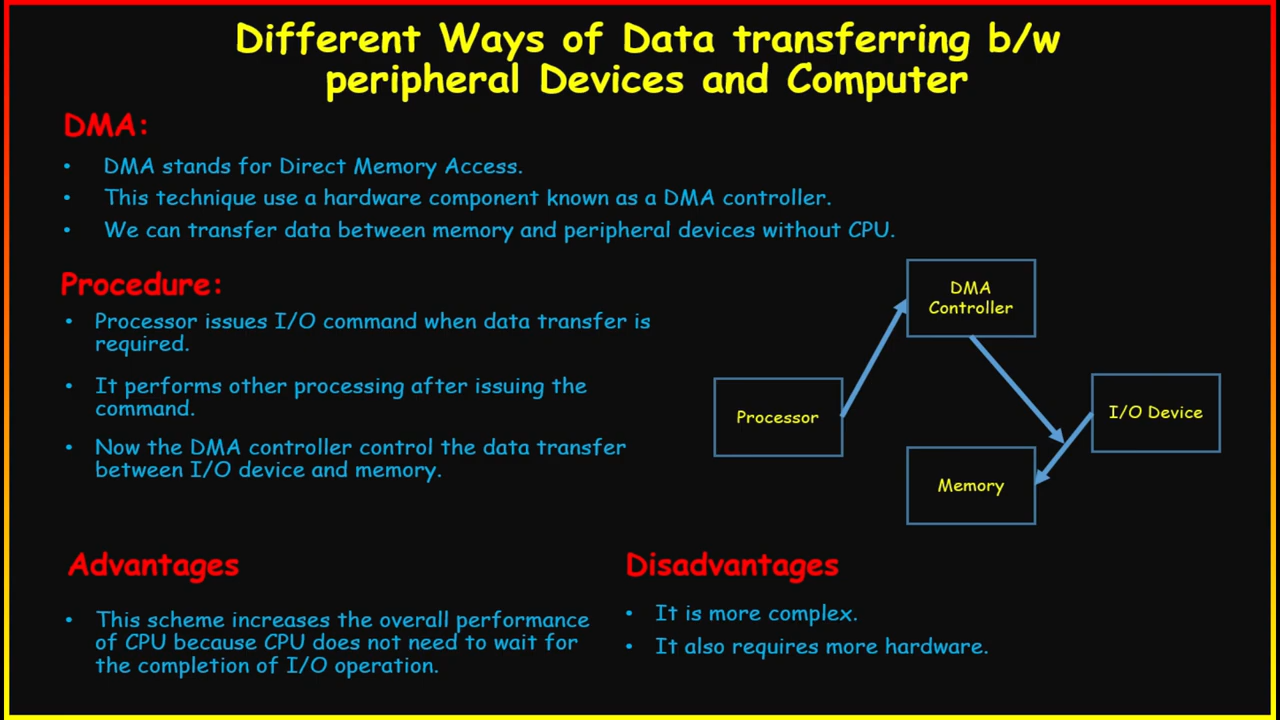 Different Ways of Data transferring b/w
peripheral Devices and Computer
DMA:
• DMA stands for Direct Memory Access.
• This technique use a hardware component known as a DMA controller.
• We can transfer data between memory and peripheral devices without CPU.
Procedure:
• Processor issues I/O command when data transfer is
required.
• It performs other processing after issuing the
command.
• Now the DMA controller control the data transfer
between I/O device and memory.
DMA
Controller
Processor
I/O Device
Memory
Advantages
• This scheme increases the overall performance
of CPU because CPU does not need to wait for
the completion of I/O operation.
Disadvantages
• It is more complex.
• It also requires more hardware.